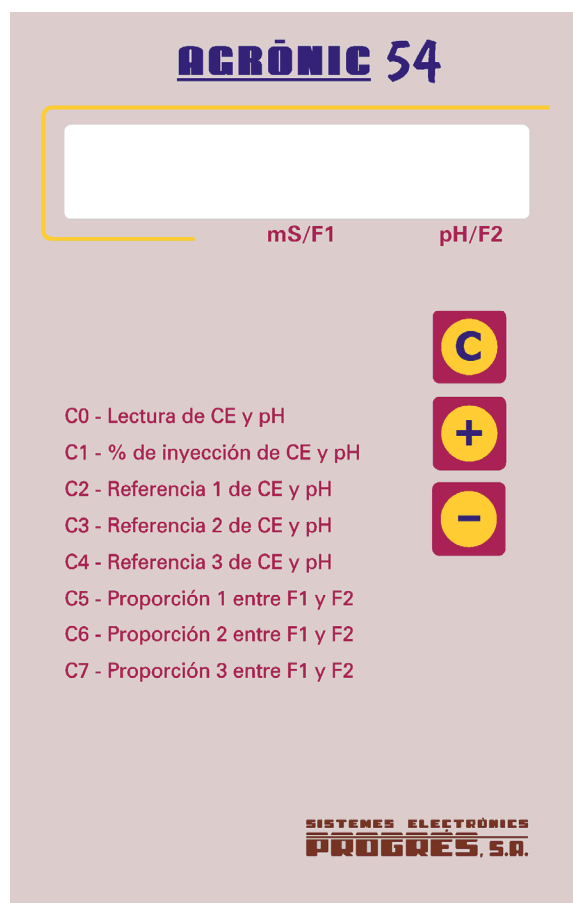 AGRŌNIC 54
mS/F1 pH/F2
C
+
−
C0 - Lectura de CE y pH
C1 - % de inyección de CE y pH
C2 - Referencia 1 de CE y pH
C3 - Referencia 2 de CE y pH
C4 - Referencia 3 de CE y pH
C5 - Proporción 1 entre F1 y F2
C6 - Proporción 2 entre F1 y F2
C7 - Proporción 3 entre F1 y F2
SISTEMES ELECTRÒNICS
PROGRÉS, S.A.